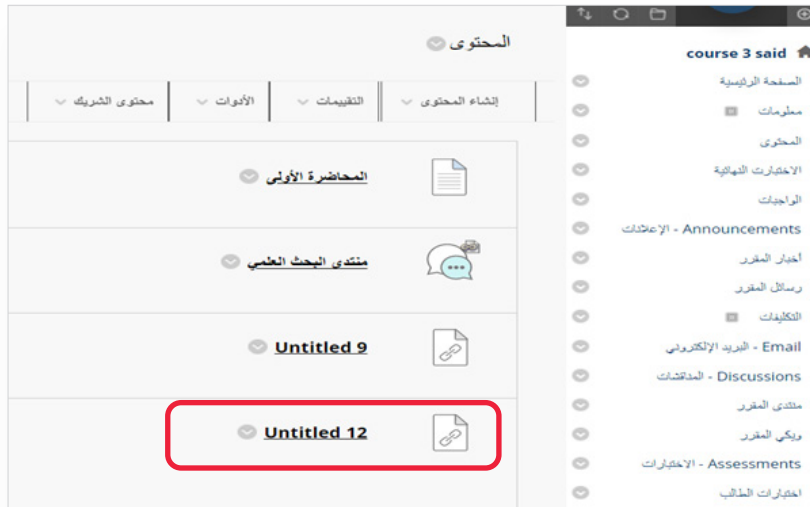 course 3 said
الصفحة الرئيسية
معلومات
المحتوى
الاختبارت النهائية
الواجبات
Announcements - الإعلانات
أخبار المقرر
رسائل المقرر
التكليفات
Email - البريد الإلكتروني
Discussions - المناقشات
منتدى المقرر
ويكي المقرر
Assessments - الاختبارات
اختبارات الطالب
المحتوى
إنشاء المحتوى التقييمات الأدوات محتوى الشريك
المحاضرة الأولى
منتدى البحث العلمي
Untitled 9
Untitled 12